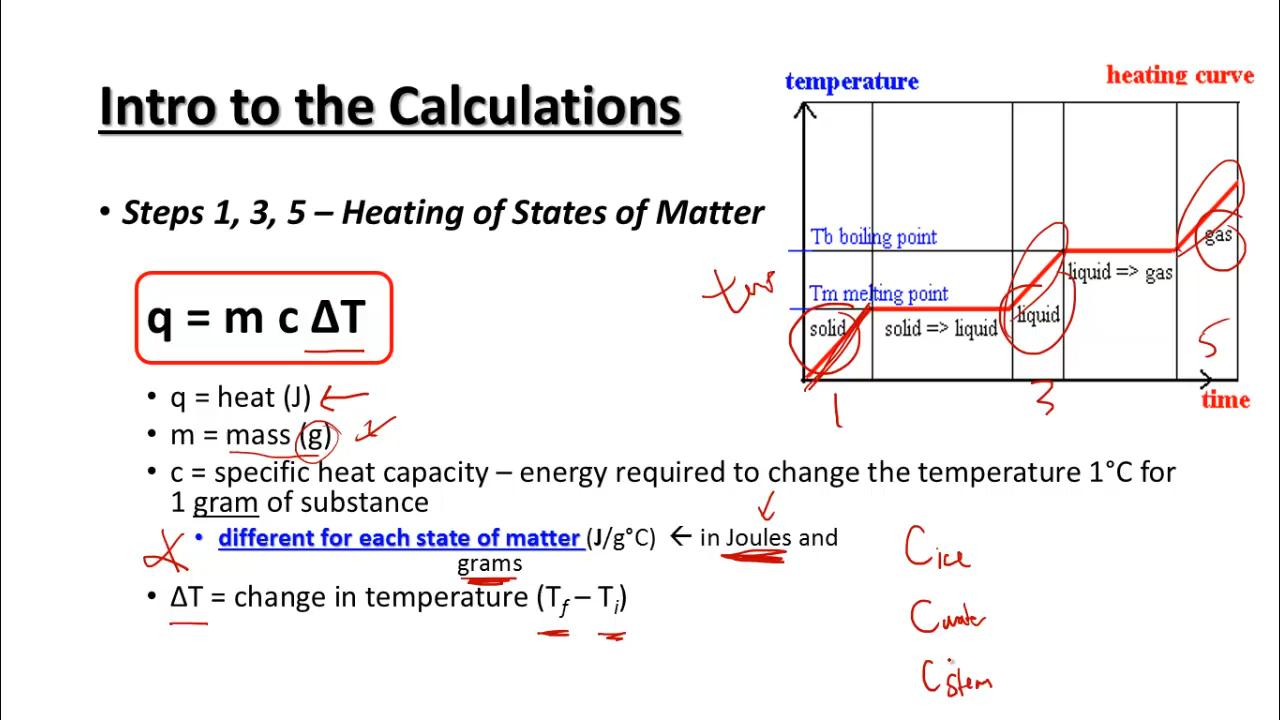 Intro to the Calculations
• Steps 1, 3, 5 – Heating of States of Matter
q = m c ΔT
• q = heat (J)
• m = mass (g)
• c = specific heat capacity – energy required to change the temperature 1°C for
1 gram of substance
• different for each state of matter (J/g°C) ← in Joules and
grams
• ΔT = change in temperature (Tf – Ti)
temperature
heating curve
Tb boiling point
gas
liquid => gas
Tm melting point
solid
solid => liquid
liquid
time
1
3
5
Cice
Cwater